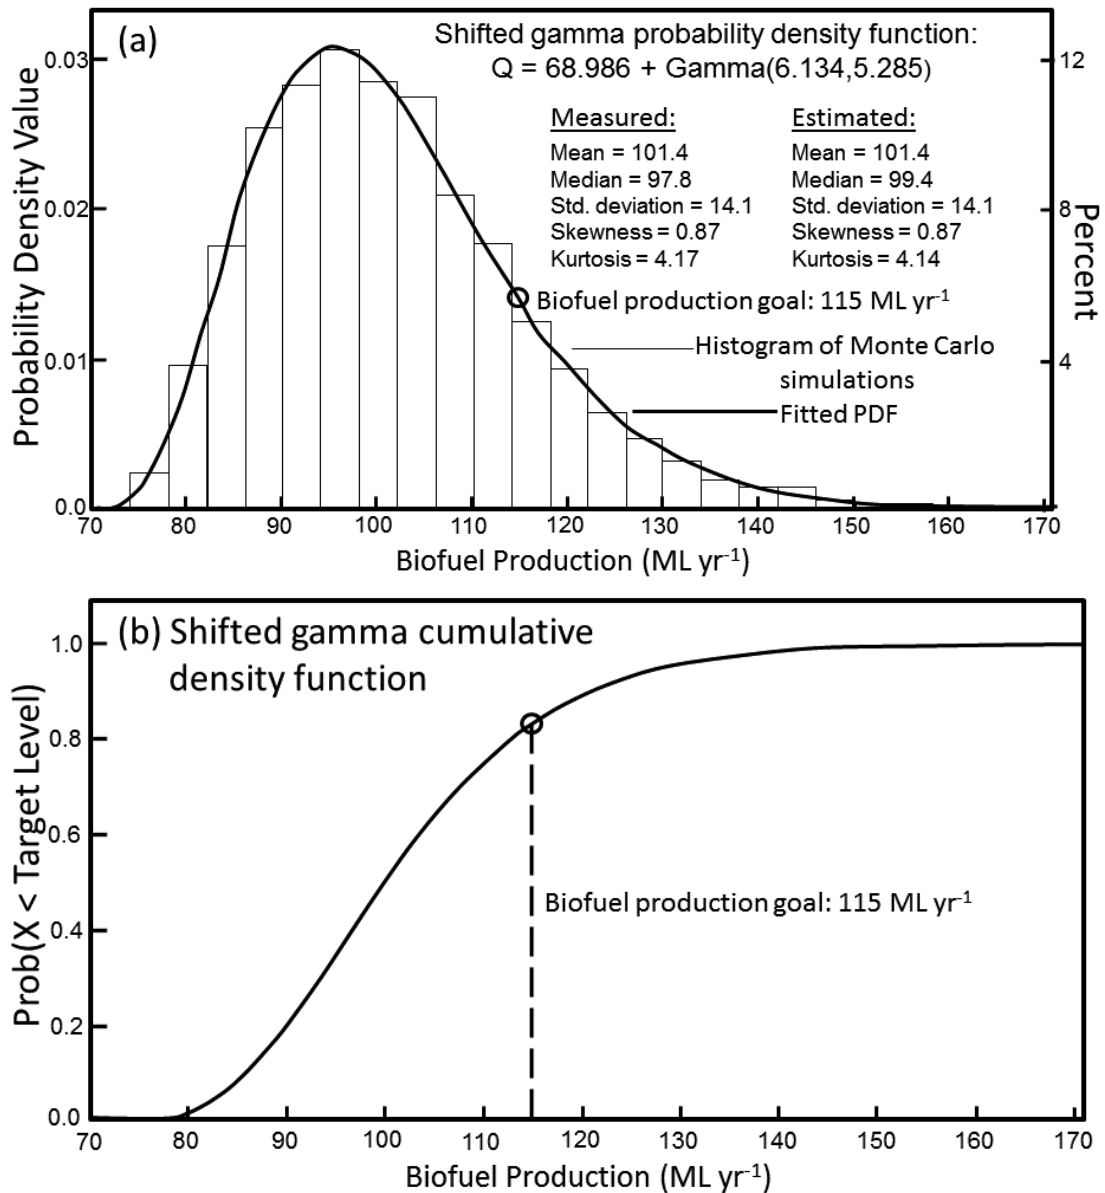 (a)
Shifted gamma probability density function:
Q = 68.986 + Gamma(6.134,5.285)
Measured:
Mean = 101.4
Median = 97.8
Std. deviation = 14.1
Skewness = 0.87
Kurtosis = 4.17
Estimated:
Mean = 101.4
Median = 99.4
Std. deviation = 14.1
Skewness = 0.87
Kurtosis = 4.14
Biofuel production goal: 115 ML yr-1
Histogram of Monte Carlo
simulations
Fitted PDF
Probability Density Value
0.03
0.02
0.01
0.0
12
8
4
Percent
70 80 90 100 110 120 130 140 150 160 170
Biofuel Production (ML yr-1)
(b) Shifted gamma cumulative
density function
Prob(X < Target Level)
1.0
0.8
0.6
0.4
0.2
0.0
Biofuel production goal: 115 ML yr-1
70 80 90 100 110 120 130 140 150 160 170
Biofuel Production (ML yr-1)